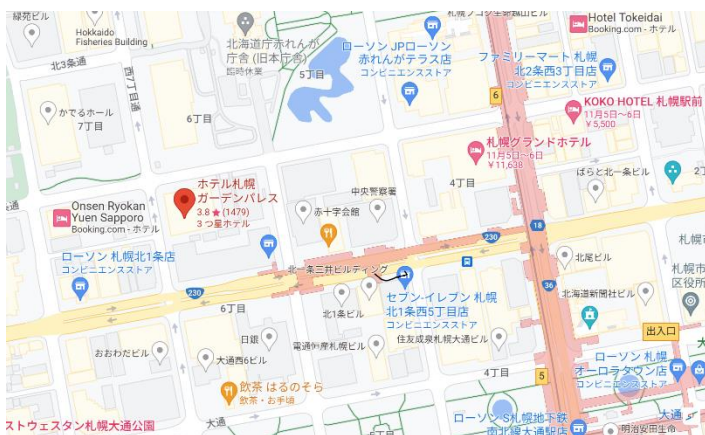 緑苑ビル
Hokkaido
Fisheries Building
北海道庁赤れんが
庁舎 (旧本庁舎)
臨時休業
ローソン JPローソン
赤れんがテラス店
コンビニエンスストア
Hotel Tokeidai
Booking.com - ホテル
ファミリーマート 札幌
北2条西3丁目店
コンビニエンスストア
北3条通
西7丁目通
5丁目
6
KOKO HOTEL 札幌駅前
11月5日~6日
￥5,500
かでるホール
7丁目
6丁目
札幌グランドホテル
11月5日~6日
￥11,638
中央警察署
4丁目
ぱらと北一条ビル
ホテル札幌
ガーデンパレス
3.8★(1479)
3つ星ホテル
Onsen Ryokan
Yuen Sapporo
Booking.com - ホテル
赤十字会館
18
230
ローソン 札幌北1条店
コンビニエンスストア
北一条三井ビルディング
北尾ビル
札幌市
区役所
230
セブン-イレブン 札幌
北1条西5丁目店
コンビニエンスストア
36
北海道新聞社ビル
6丁目
北1条ビル
出入口
日銀
おおわだビル
大通西6ビル
住友成泉札幌大通ビル
ローソン 札幌
オーロラタウン店
コンビニエンスストア
4丁目
5
飲茶 はるのそら
飲茶・お手頃
大通
大通
ストウェスタン札幌大通公園
5丁目
ローソン S札幌地下鉄
南北線大通駅店
明治安田生命